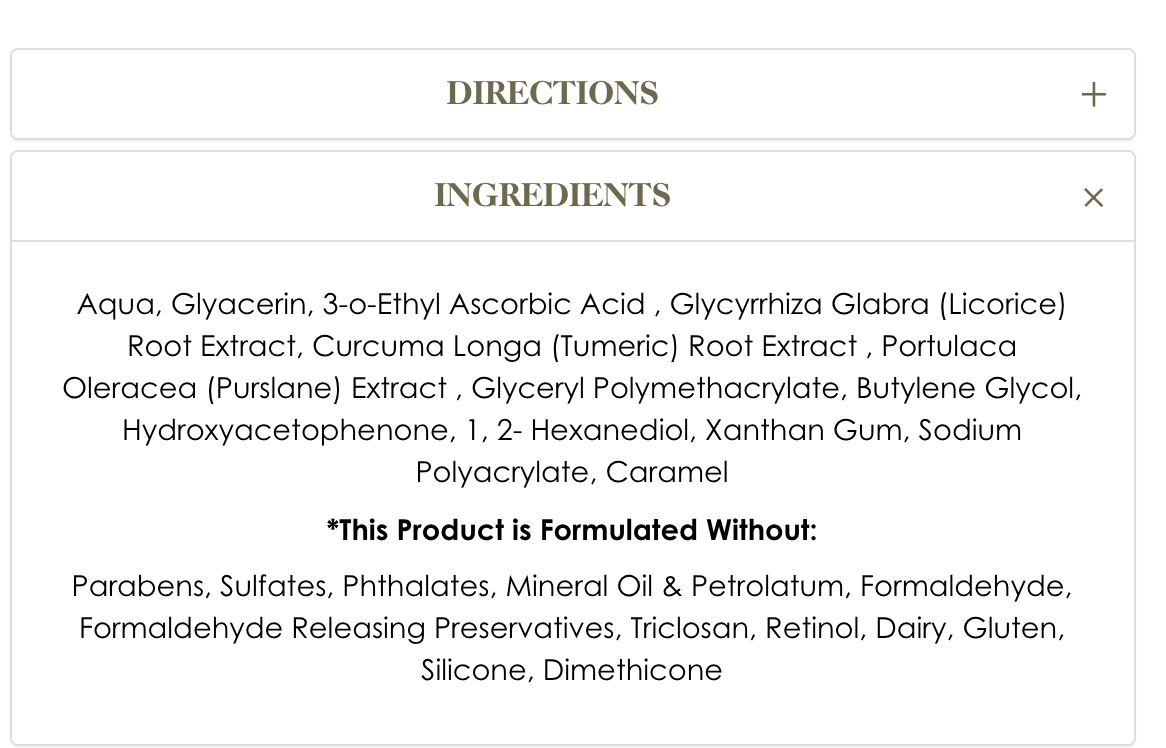 DIRECTIONS
INGREDIENTS
Aqua, Glyacerin, 3-o-Ethyl Ascorbic Acid , Glycyrrhiza Glabra (Licorice)
Root Extract, Curcuma Longa (Tumeric) Root Extract , Portulaca
Oleracea (Purslane) Extract , Glyceryl Polymethacrylate, Butylene Glycol,
Hydroxyacetophenone, 1, 2- Hexanediol, Xanthan Gum, Sodium
Polyacrylate, Caramel
*This Product is Formulated Without:
Parabens, Sulfates, Phthalates, Mineral Oil & Petrolatum, Formaldehyde,
Formaldehyde Releasing Preservatives, Triclosan, Retinol, Dairy, Gluten,
Silicone, Dimethicone